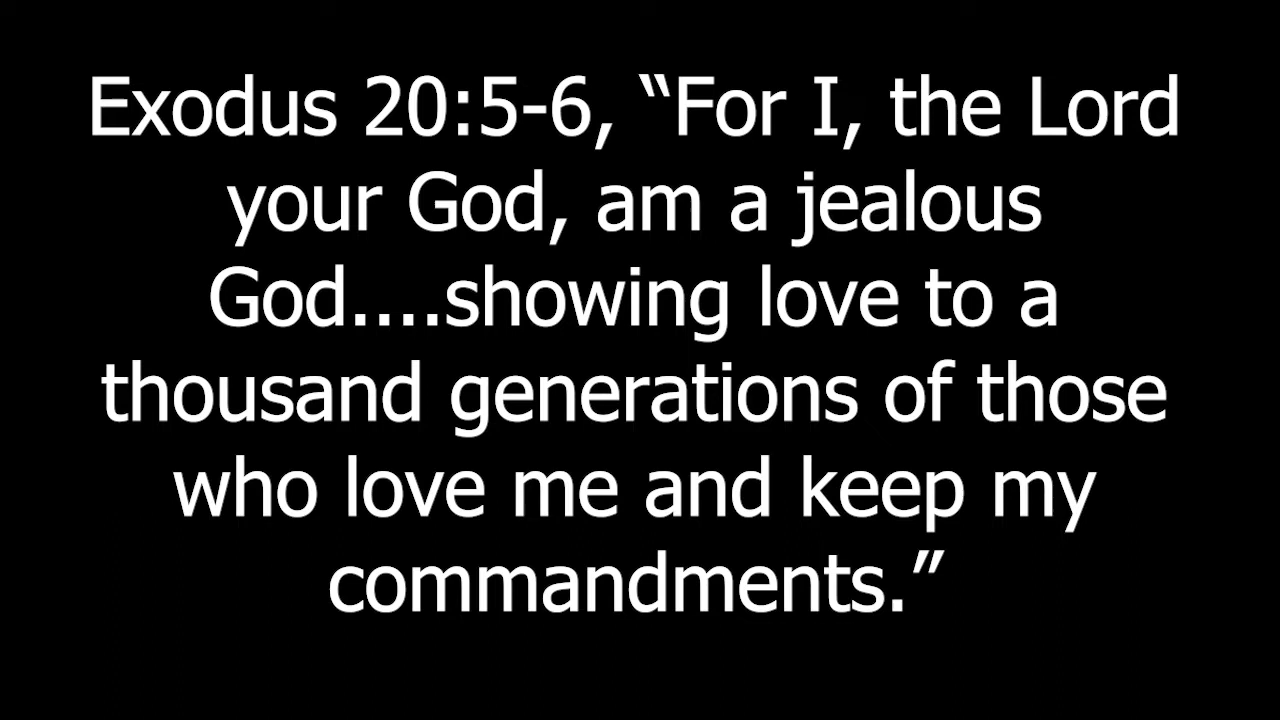 Exodus 20:5-6, “For I, the Lord
your God, am a jealous
God....showing love to a
thousand generations of those
who love me and keep my
commandments.”